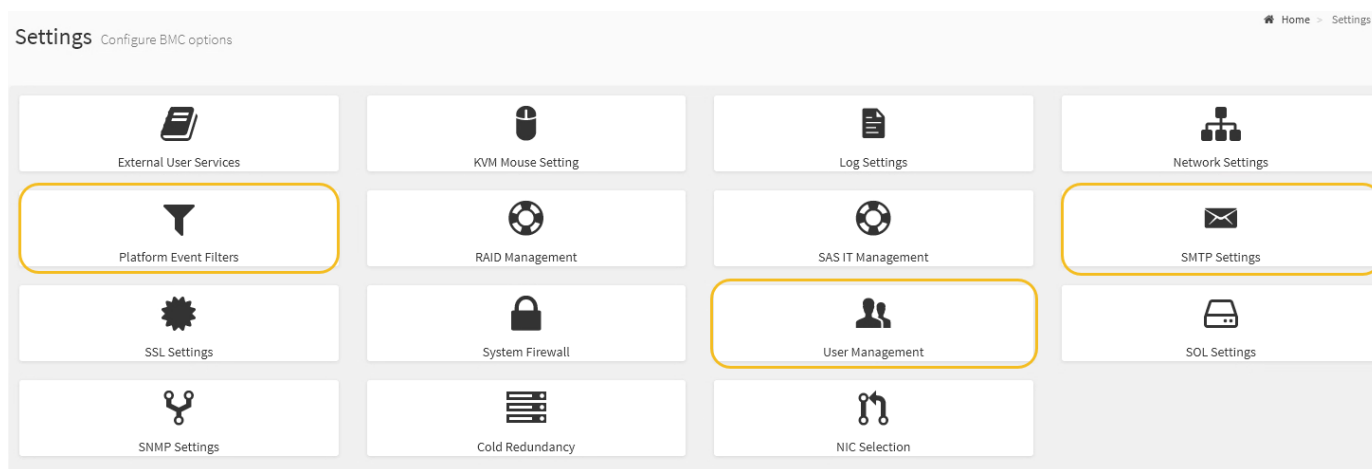 Home > Settings
Settings Configure BMC options
External User Services
KVM Mouse Setting
Log Settings
Network Settings
Platform Event Filters
RAID Management
SAS IT Management
SMTP Settings
SSL Settings
System Firewall
User Management
SOL Settings
SNMP Settings
Cold Redundancy
NIC Selection